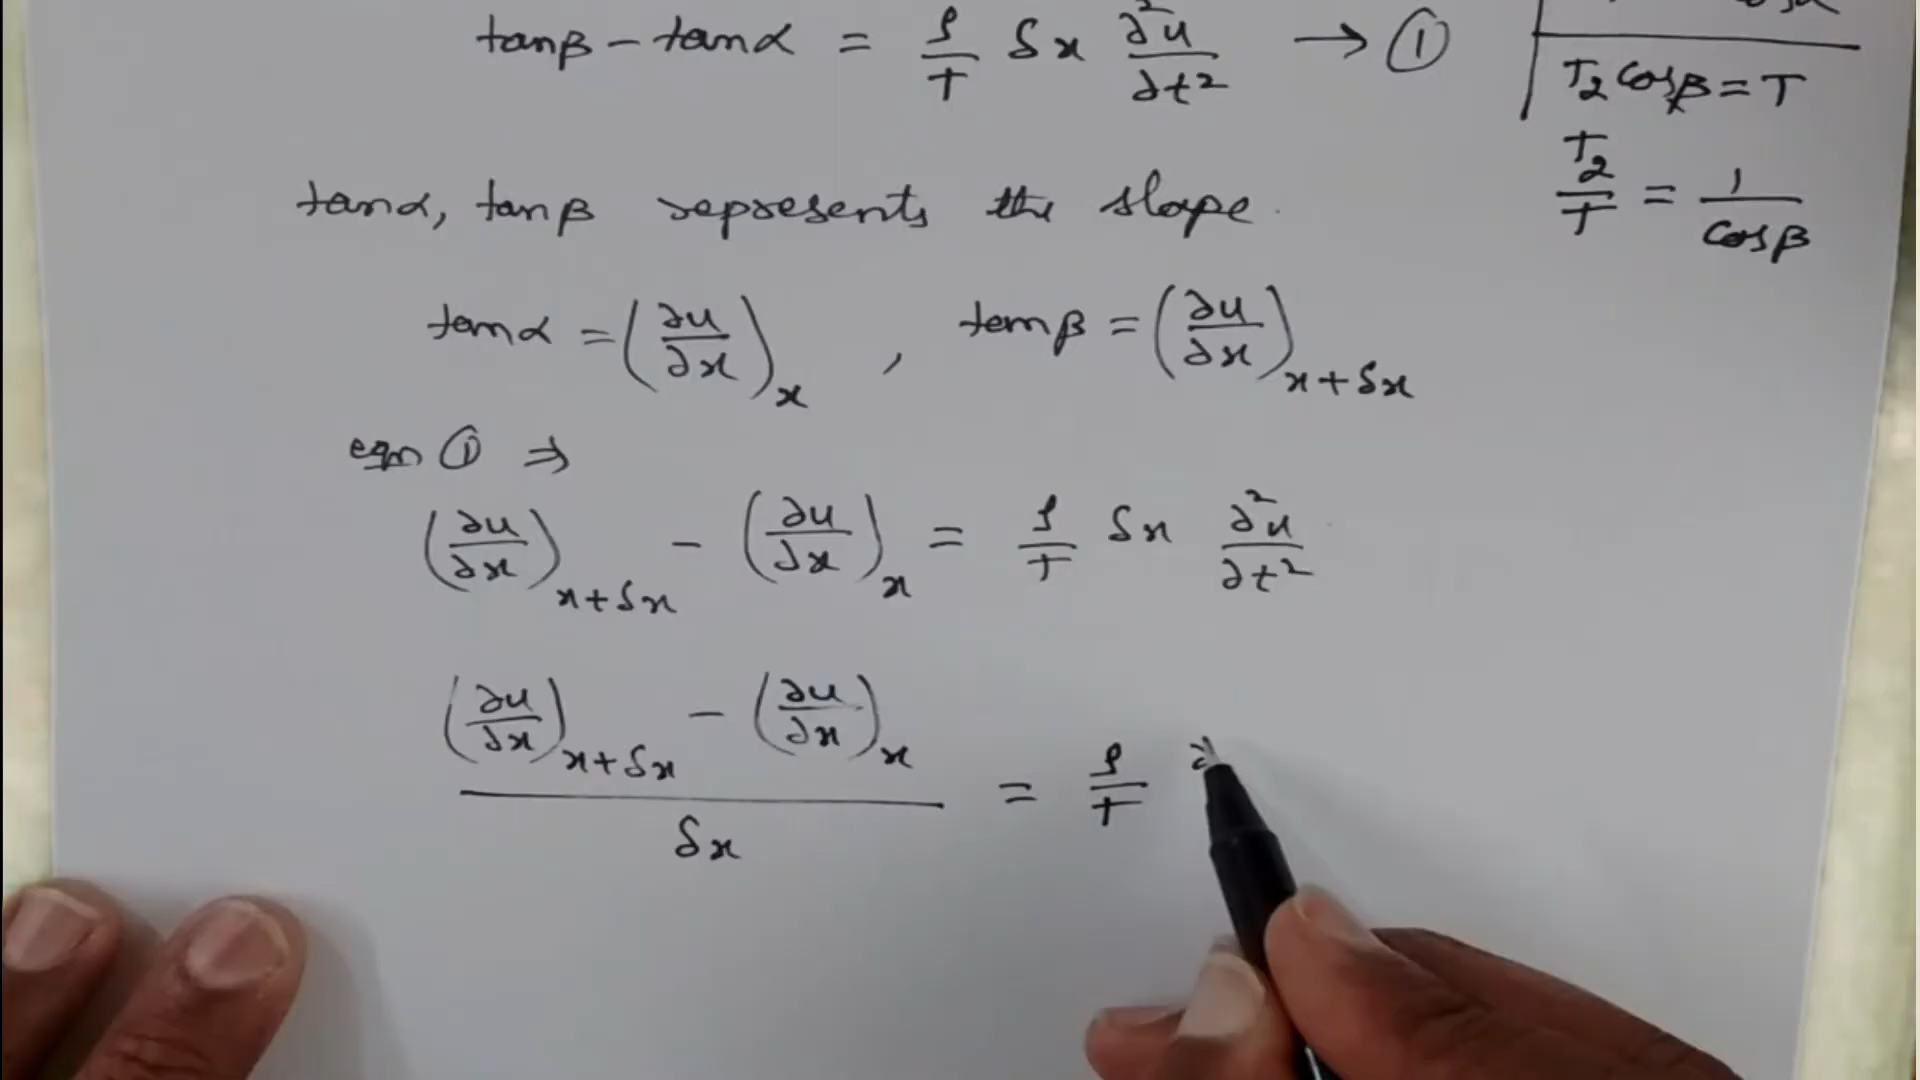 tanβ - tanα = ρ/T δx ∂²u/∂t² → ①
T₂ cosβ = T
T₂/T = 1/cosβ
tanα, tanβ represents the slope.
tanα = (∂u/∂x)ₓ , tanβ = (∂u/∂x)ₓ₊δₓ
eqn ① ⇒
(∂u/∂x)ₓ₊δₓ - (∂u/∂x)ₓ = ρ/T δx ∂²u/∂t²
((∂u/∂x)ₓ₊δₓ - (∂u/∂x)ₓ)/δx = ρ/T ∂